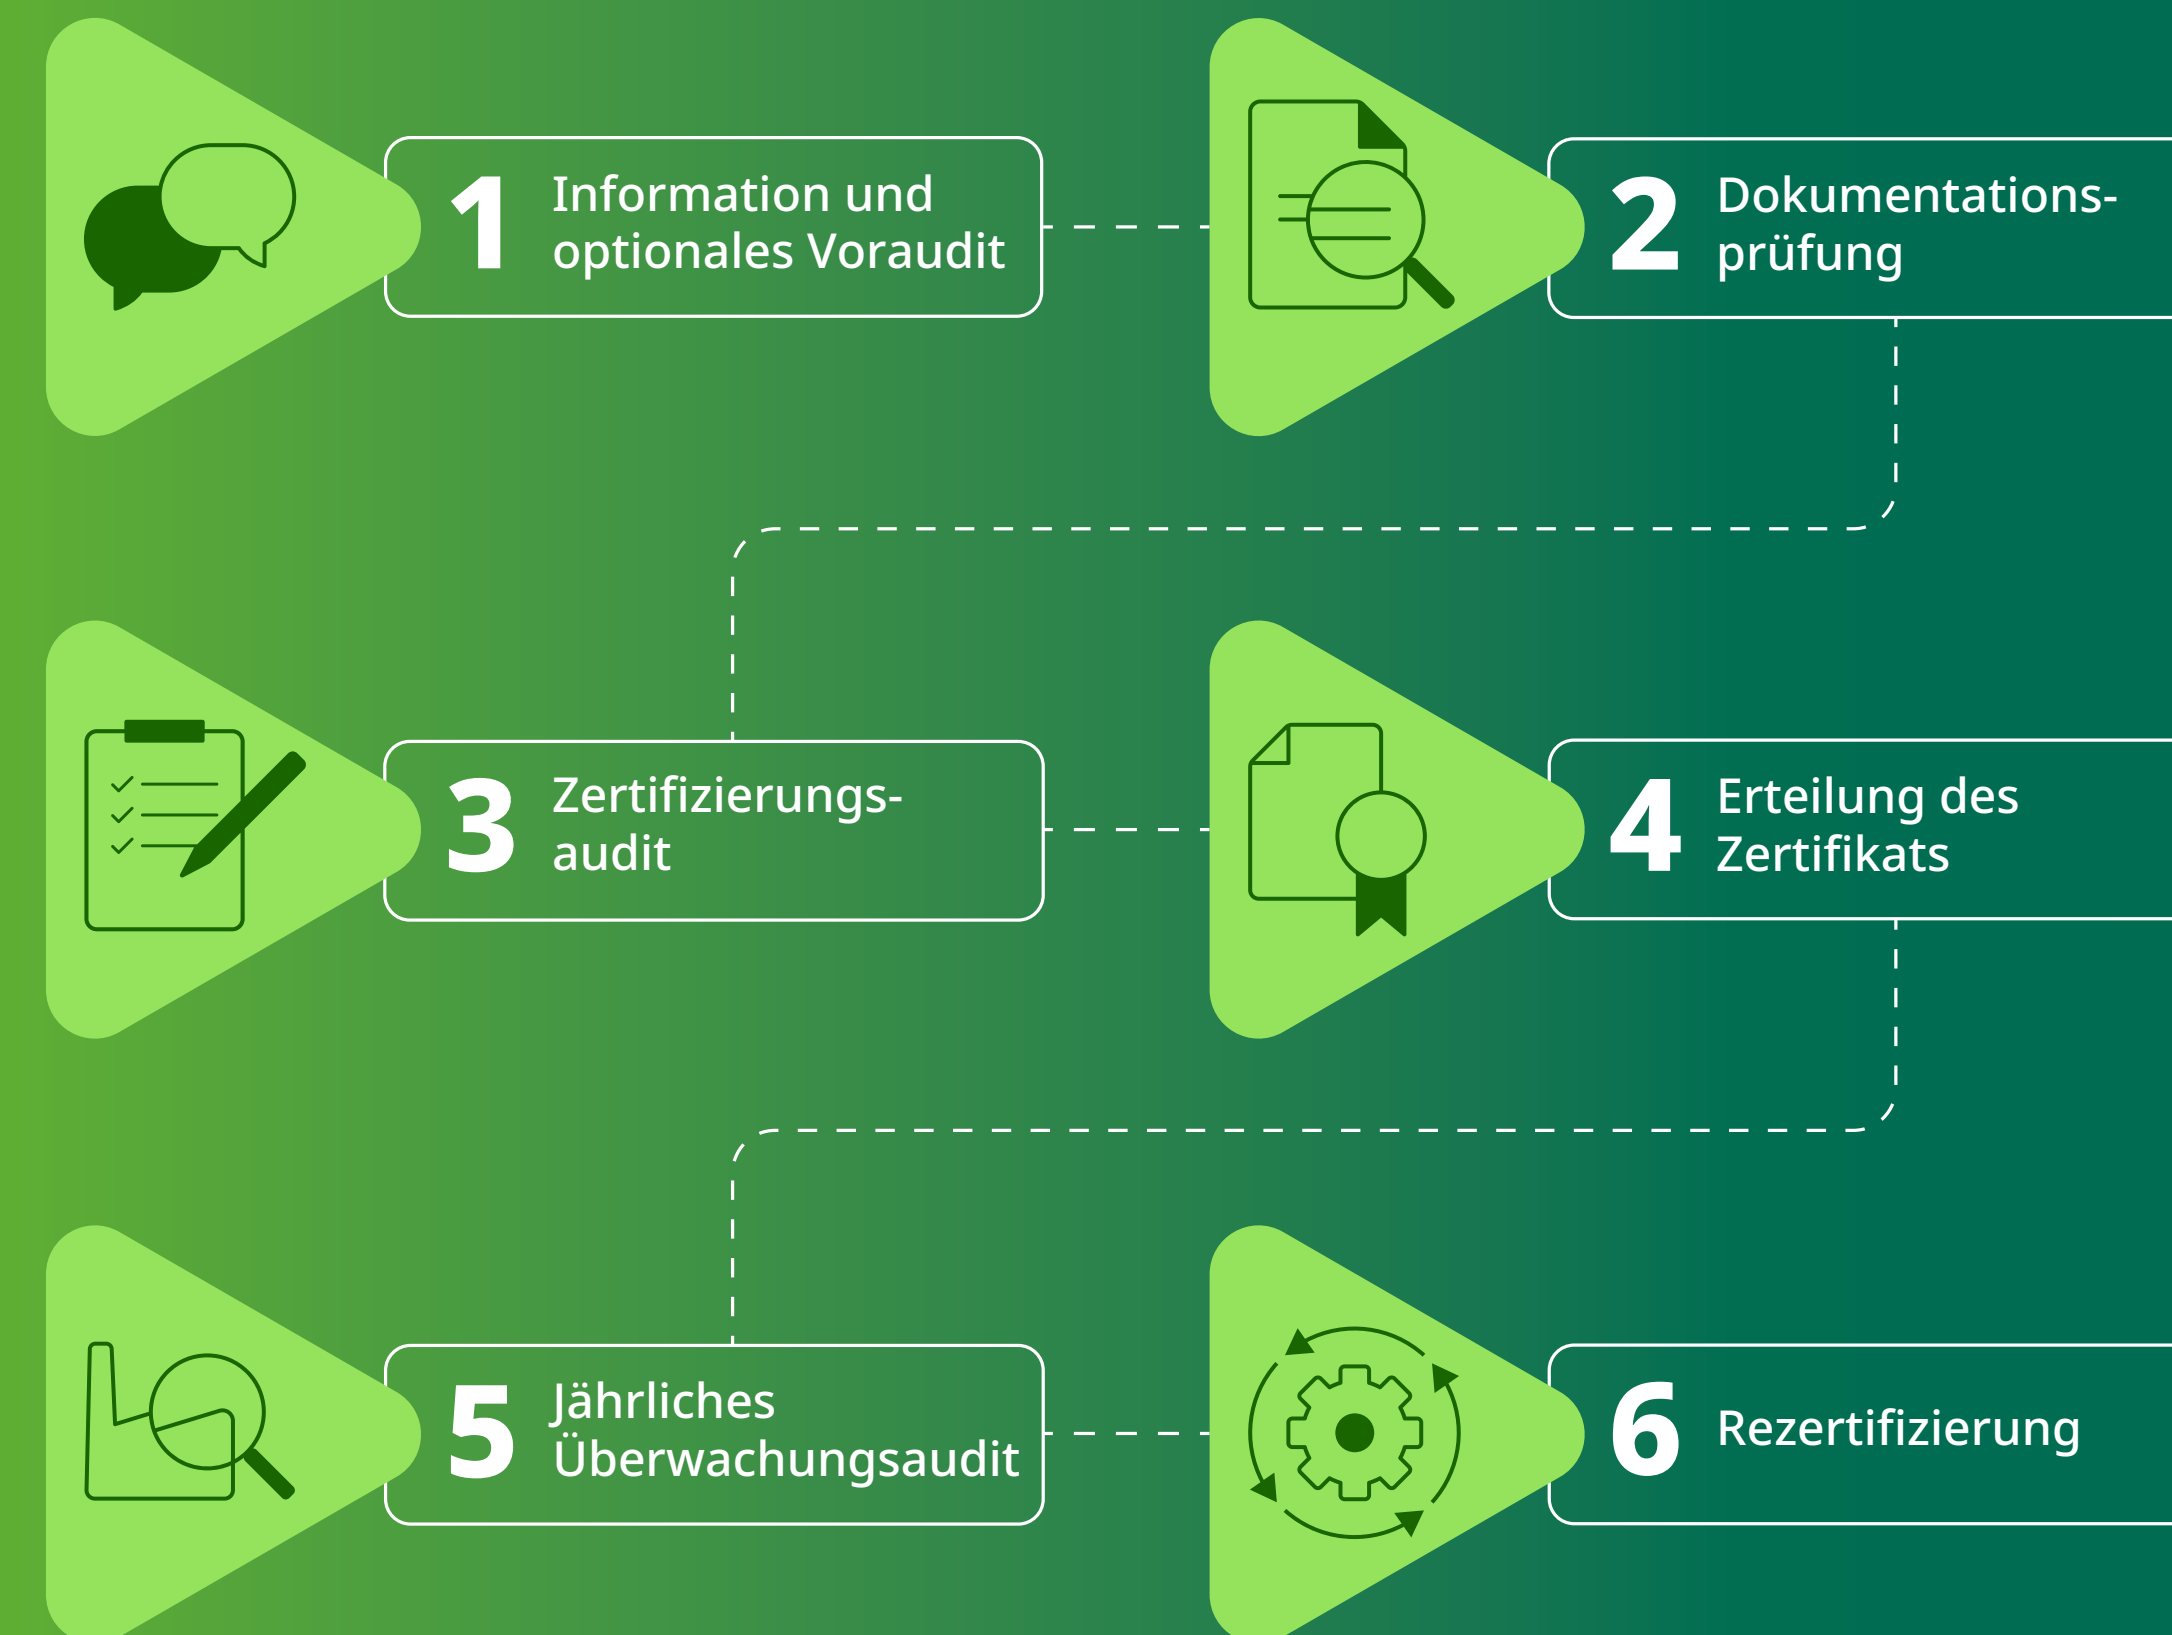 1
Information und
optionales Voraudit
2
Dokumentations-
prüfung
3
Zertifizierungs-
audit
4
Erteilung des
Zertifikats
5
Jährliches
Überwachungsaudit
6
Rezertifizierung